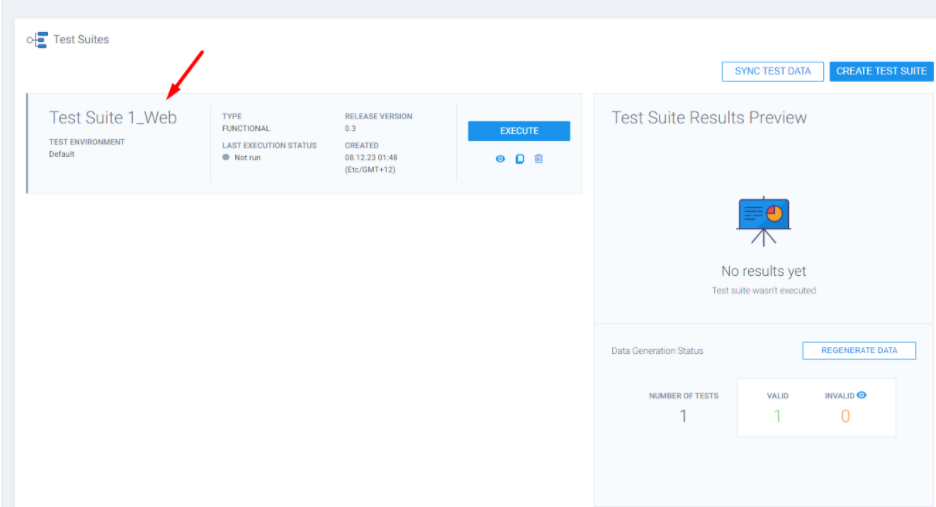 Test Suites
SYNC TEST DATA
CREATE TEST SUITE
Test Suite 1_Web
TEST ENVIRONMENT
Default
TYPE
FUNCTIONAL
LAST EXECUTION STATUS
Not run
RELEASE VERSION
0.3
CREATED
08.12.23 01:48
(Etc/GMT+12)
EXECUTE
Test Suite Results Preview
No results yet
Test suite wasn't executed
Data Generation Status
REGENERATE DATA
NUMBER OF TESTS
1
VALID
1
INVALID
0